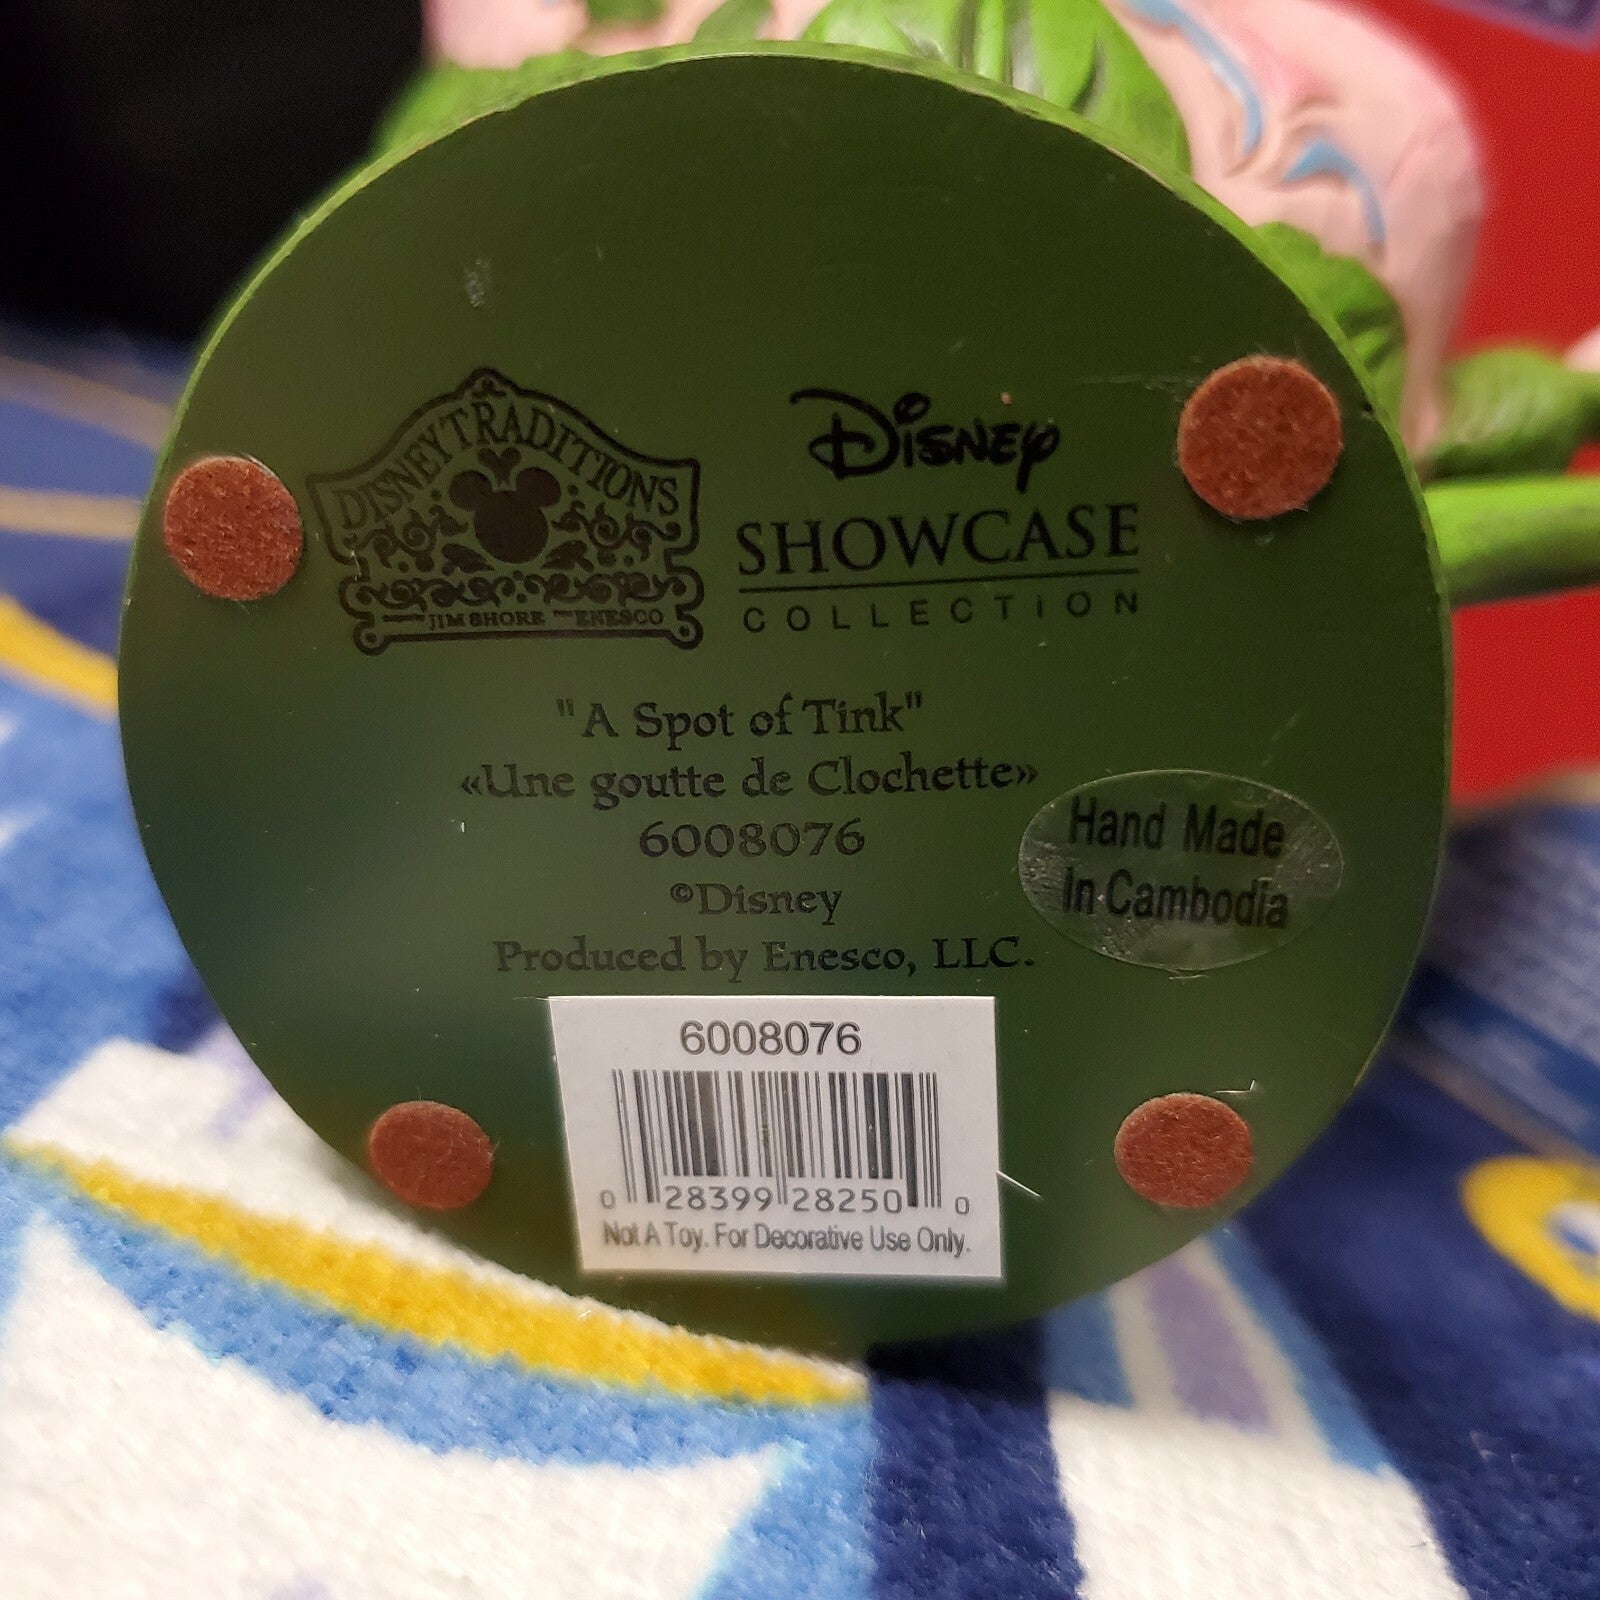 DISNEY TRADITIONS
JIM SHORE ENESCO
DISNEY
SHOWCASE
COLLECTION
"A Spot of Tink"
«Une goutte de Clochette»
6008076
©Disney
Produced by Enesco, LLC.
Hand Made
In Cambodia
6008076
0 28399 28250 0
Not A Toy. For Decorative Use Only.